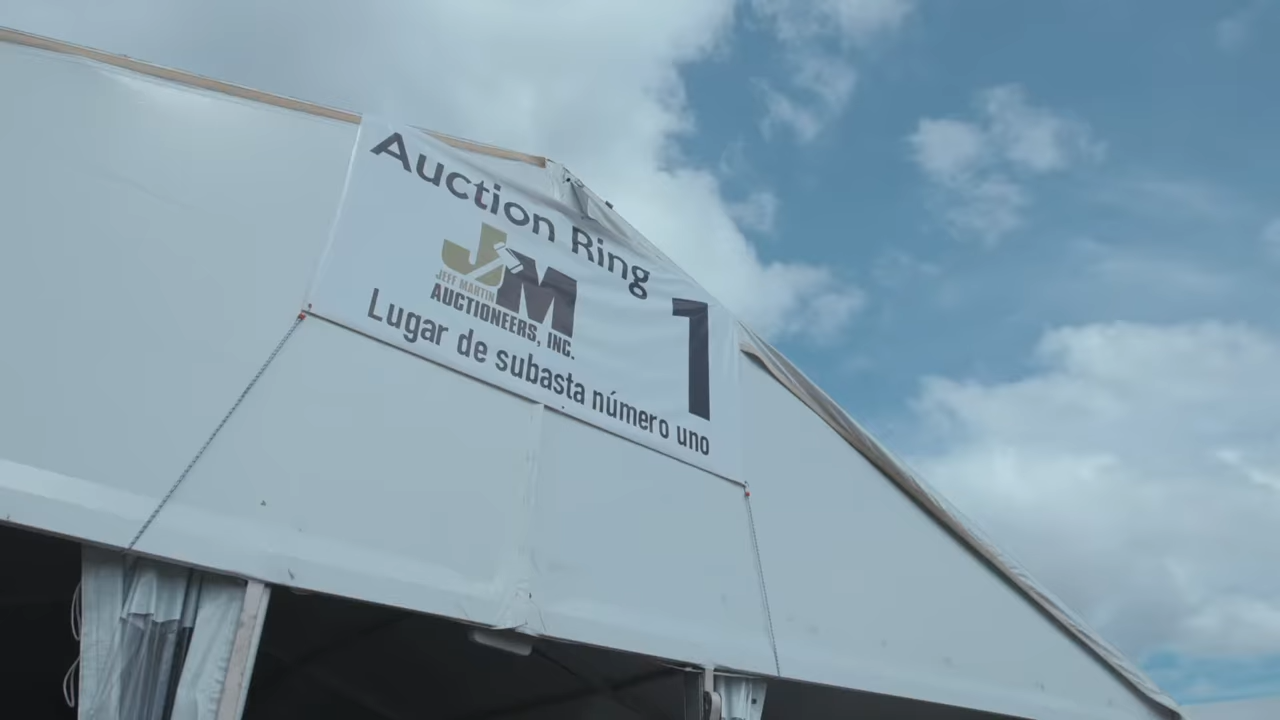 Auction Ring
1
JM
JEFF MARTIN
AUCTIONEERS, INC.
Lugar de subasta número uno